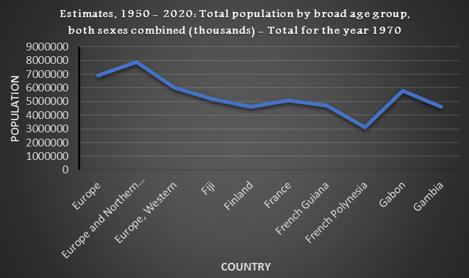 Estimates, 1950 – 2020: Total population by broad age group,
both sexes combined (thousands) – Total for the year 1970
9000000
8000000
7000000
6000000
5000000
4000000
3000000
2000000
1000000
0
POPULATION
Europe
Europe and Northern...
Europe, Western
Fiji
Finland
France
French Guiana
French Polynesia
Gabon
Gambia
COUNTRY